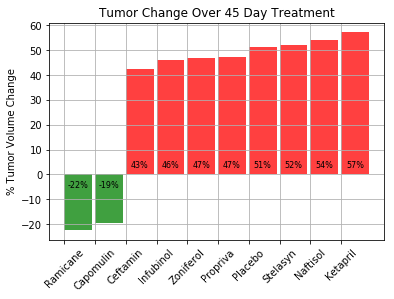 Tumor Change Over 45 Day Treatment
% Tumor Volume Change
60
50
40
30
20
10
0
−10
−20
-22% -19% 43% 46% 47% 47% 51% 52% 54% 57%
Ramicane Capomulin Ceftamin Infubinol Zoniferol Propriva Placebo Stelasyn Naftisol Ketapril